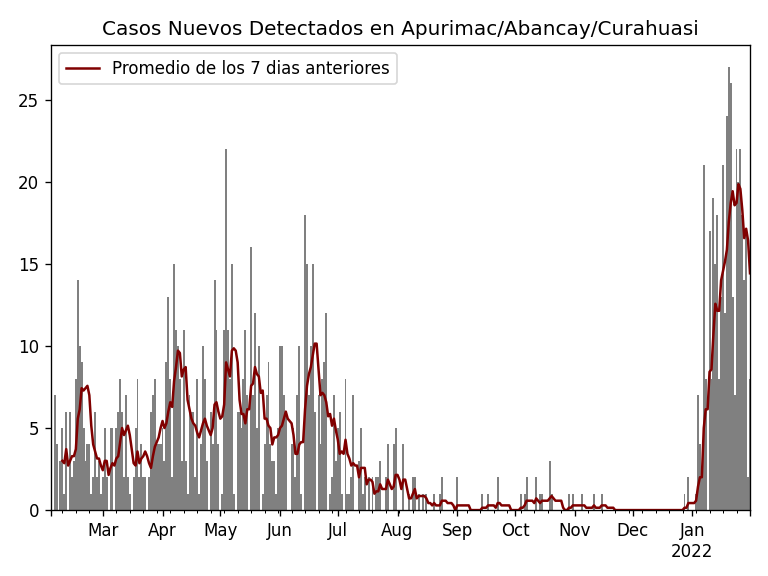 Casos Nuevos Detectados en Apurimac/Abancay/Curahuasi
Promedio de los 7 dias anteriores
25
20
15
10
5
0
Mar Apr May Jun Jul Aug Sep Oct Nov Dec Jan
2022